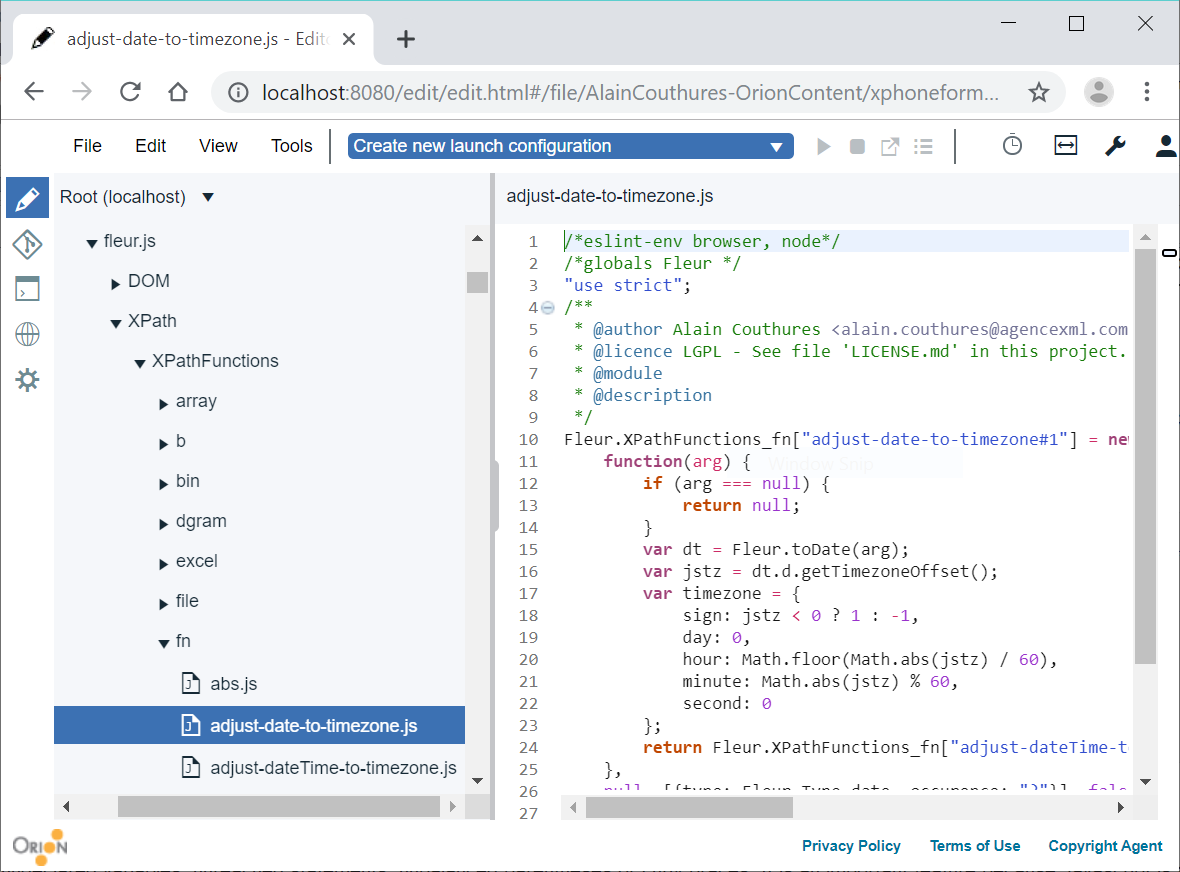 adjust-date-to-timezone.js - Edito
localhost:8080/edit/edit.html#/file/AlainCouthures-OrionContent/xphoneform...
File Edit View Tools Create new launch configuration
Root (localhost)
fleur.js
DOM
XPath
XPathFunctions
array
b
bin
dgram
excel
file
fn
abs.js
adjust-date-to-timezone.js
adjust-dateTime-to-timezone.js
adjust-date-to-timezone.js
1 /*eslint-env browser, node*/
2 /*globals Fleur */
3 "use strict";
4 /**
5 * @author Alain Couthures <alain.couthures@agencexml.com
6 * @licence LGPL - See file 'LICENSE.md' in this project.
7 * @module
8 * @description
9 */
10 Fleur.XPathFunctions_fn["adjust-date-to-timezone#1"] = new
11 function(arg) {
12 if (arg === null) {
13 return null;
14 }
15 var dt = Fleur.toDate(arg);
16 var jstz = dt.d.getTimezoneOffset();
17 var timezone = {
18 sign: jstz < 0 ? 1 : -1,
19 day: 0,
20 hour: Math.floor(Math.abs(jstz) / 60),
21 minute: Math.abs(jstz) % 60,
22 second: 0
23 };
24 return Fleur.XPathFunctions_fn["adjust-dateTime-t
25 },
26 null, [{type: Fleur.Type_date, occurence: "?"}], fals
27
Window Snip
ORION
Privacy Policy Terms of Use Copyright Agent